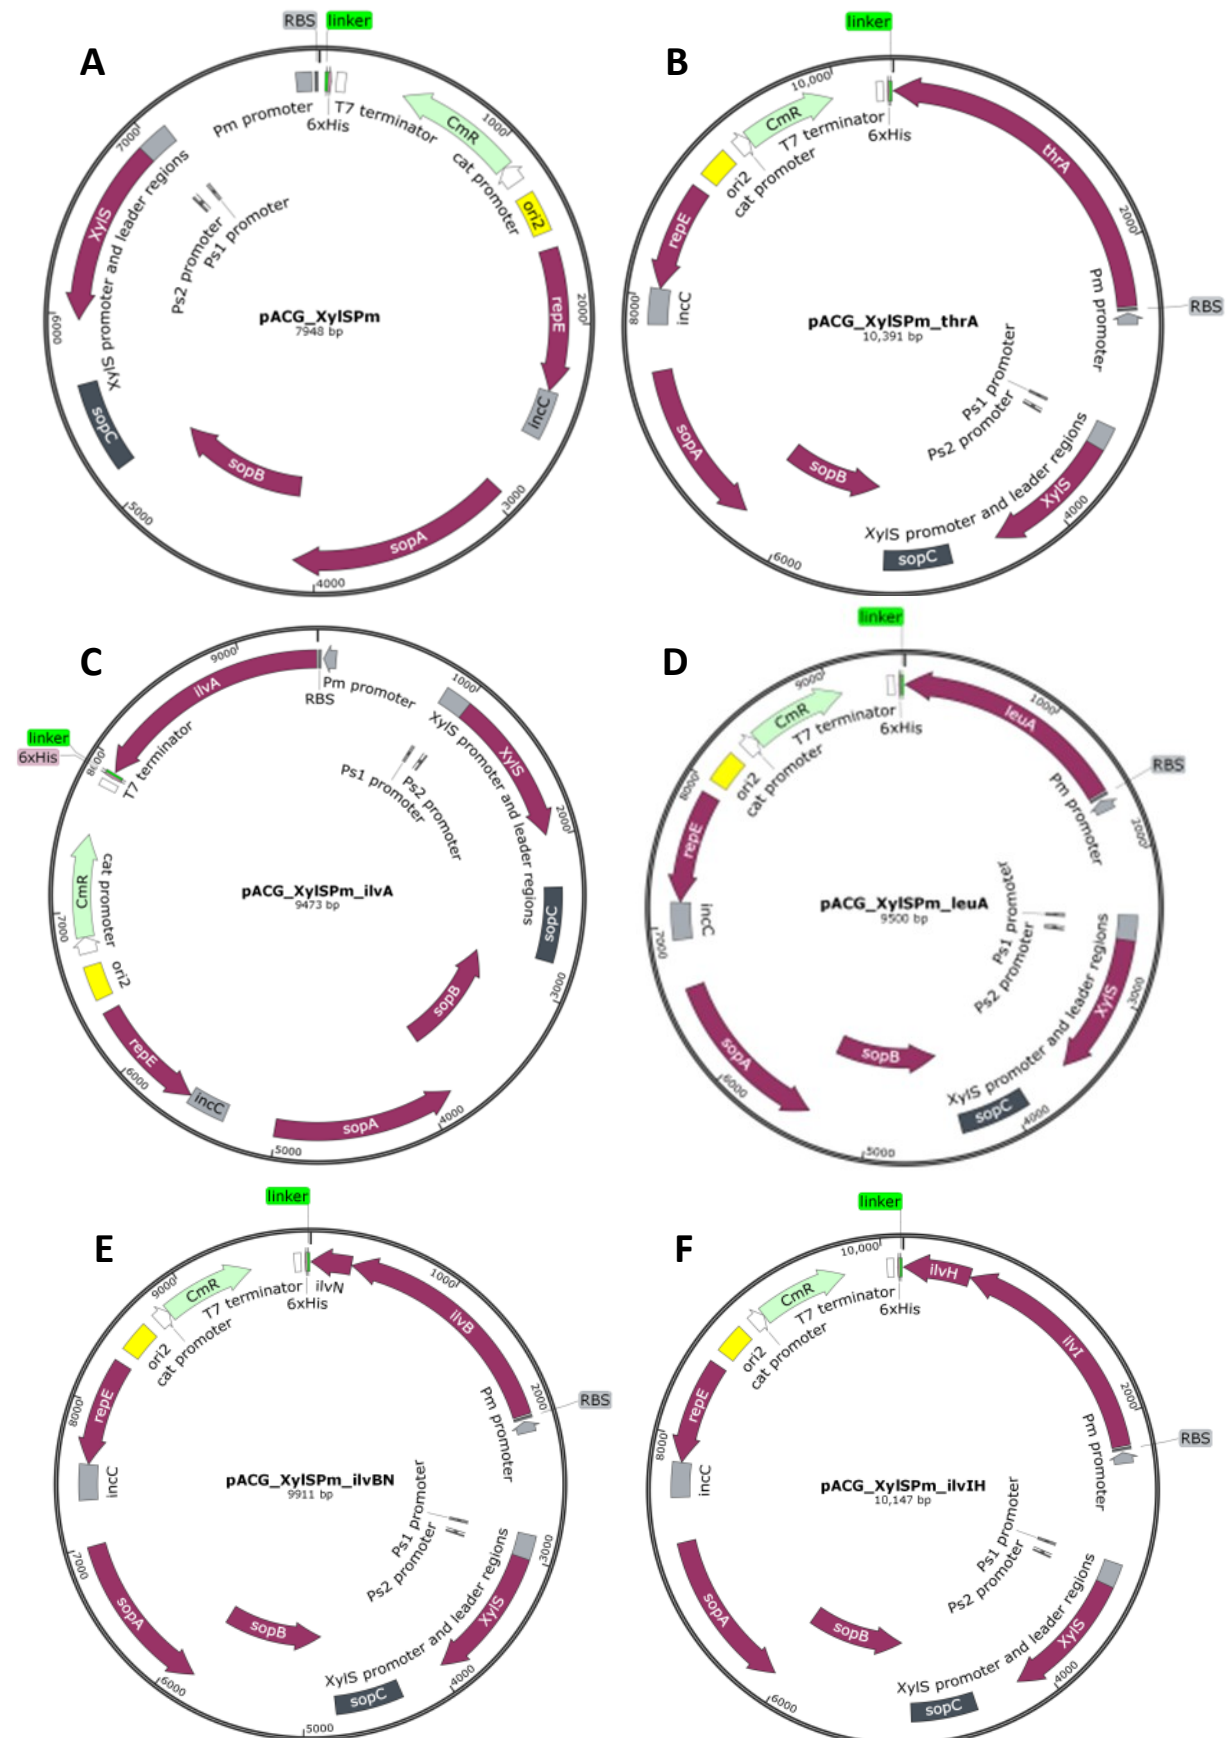 A
RBS
linker
Pm promoter
6xHis
T7 terminator
CmR
1000
cat promoter
ori2
repE
2000
incC
3000
sopA
4000
sopB
5000
sopC
6000
XylS
7000
XylS promoter and leader regions
Ps2 promoter
Ps1 promoter
pACG_XylSPm
7948 bp
B
linker
10,000
CmR
T7 terminator
6xHis
cat promoter
ori2
repE
8000
incC
thrA
2000
Pm promoter
RBS
pACG_XylSPm_thrA
10,391 bp
Ps1 promoter
Ps2 promoter
XylS promoter and leader regions
XylS
4000
sopC
sopB
sopA
6000
C
9000
ilvA
RBS
Pm promoter
1000
linker
6xHis
T7 terminator
XylS promoter and leader regions
XylS
Ps1 promoter
Ps2 promoter
2000
CmR
cat promoter
7000
pACG_XylSPm_ilvA
9473 bp
sopC
ori2
3000
sopB
repE
6000
incC
sopA
4000
5000
D
linker
9000
CmR
T7 terminator
6xHis
cat promoter
ori2
8000
repE
incC
7000
leuA
1000
RBS
Pm promoter
2000
pACG_XylSPm_leuA
9500 bp
Ps1 promoter
Ps2 promoter
XylS promoter and leader regions
XylS
3000
sopC
4000
sopB
sopA
6000
5000
E
linker
9000
CmR
T7 terminator
6xHis
ilvN
1000
ilvB
cat promoter
ori2
8000
repE
incC
2000
RBS
Pm promoter
pACG_XylSPm_ilvBN
9911 bp
Ps1 promoter
Ps2 promoter
XylS promoter and leader regions
XylS
3000
7000
sopA
sopB
sopC
4000
6000
5000
F
linker
10,000
CmR
T7 terminator
6xHis
ilvH
ilvI
cat promoter
ori2
repE
8000
incC
2000
RBS
Pm promoter
pACG_XylSPm_ilvIH
10,147 bp
Ps1 promoter
Ps2 promoter
XylS promoter and leader regions
XylS
4000
sopA
sopB
sopC
6000